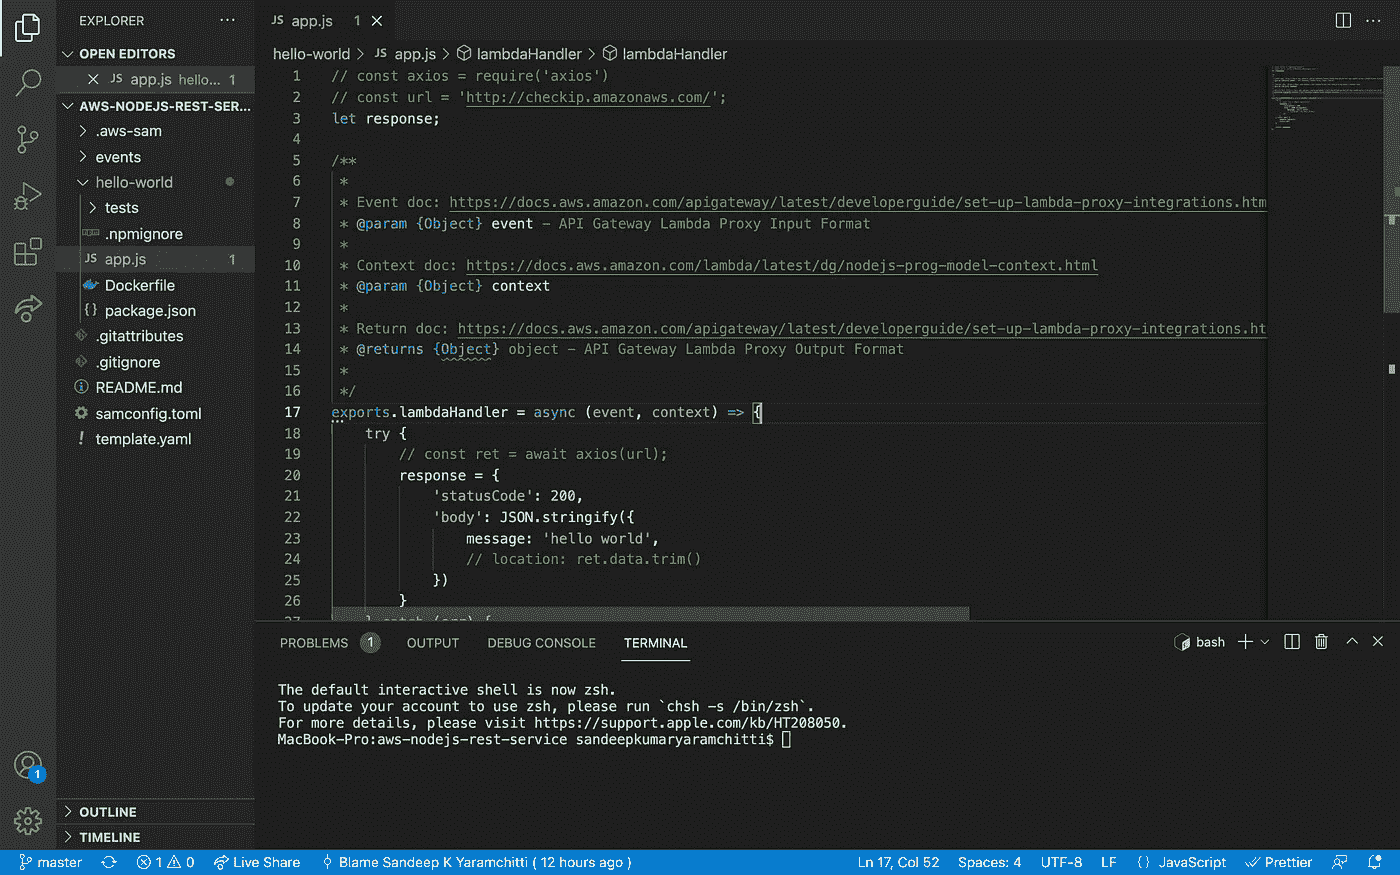 EXPLORER
OPEN EDITORS
JS app.js hello... 1
AWS-NODEJS-REST-SER...
.aws-sam
events
hello-world
tests
.npmignore
JS app.js 1
Dockerfile
{} package.json
.gitattributes
.gitignore
README.md
samconfig.toml
! template.yaml
OUTLINE
TIMELINE
JS app.js 1
hello-world > JS app.js > lambdaHandler > lambdaHandler
1 // const axios = require('axios')
2 // const url = 'http://checkip.amazonaws.com/';
3 let response;
4
5 /**
6 *
7 * Event doc: https://docs.aws.amazon.com/apigateway/latest/developerguide/set-up-lambda-proxy-integrations.htm
8 * @param {Object} event - API Gateway Lambda Proxy Input Format
9 *
10 * Context doc: https://docs.aws.amazon.com/lambda/latest/dg/nodejs-prog-model-context.html
11 * @param {Object} context
12 *
13 * Return doc: https://docs.aws.amazon.com/apigateway/latest/developerguide/set-up-lambda-proxy-integrations.ht
14 * @returns {Object} object - API Gateway Lambda Proxy Output Format
15 *
16 */
17 exports.lambdaHandler = async (event, context) => {
18 try {
19 // const ret = await axios(url);
20 response = {
21 'statusCode': 200,
22 'body': JSON.stringify({
23 message: 'hello world',
24 // location: ret.data.trim()
25 })
26 }
PROBLEMS 1 OUTPUT DEBUG CONSOLE TERMINAL bash
The default interactive shell is now zsh.
To update your account to use zsh, please run `chsh -s /bin/zsh`.
For more details, please visit https://support.apple.com/kb/HT208050.
MacBook-Pro:aws-nodejs-rest-service sandeepkumaryaramchitti$
1
master 1 0 Live Share Blame Sandeep K Yaramchitti ( 12 hours ago ) Ln 17, Col 52 Spaces: 4 UTF-8 LF {} JavaScript Prettier